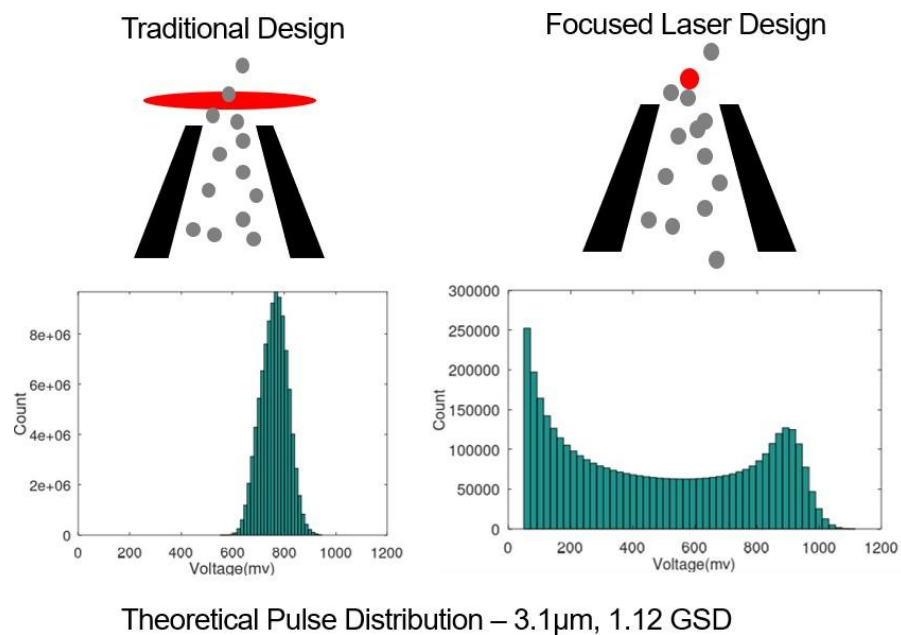 Traditional Design
Focused Laser Design
8e+06
6e+06
4e+06
2e+06
0
Count
0 200 400 600 800 1000 1200
Voltage(mv)
300000
250000
200000
150000
100000
50000
0
Count
0 200 400 600 800 1000 1200
Voltage(mv)
Theoretical Pulse Distribution – 3.1μm, 1.12 GSD